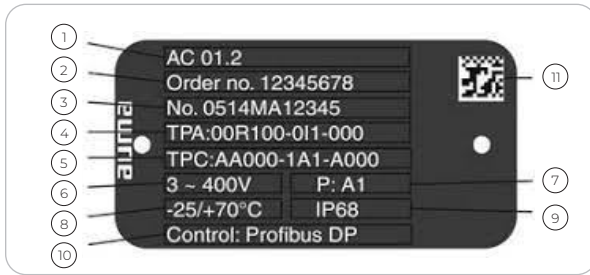 1
AC 01.2
2
Order no. 12345678
11
3
No. 0514MA12345
4
TPA:00R100-0I1-000
auma
5
TPC:AA000-1A1-A000
6
3 ~ 400V
P: A1
7
8
-25/+70°C
IP68
9
10
Control: Profibus DP